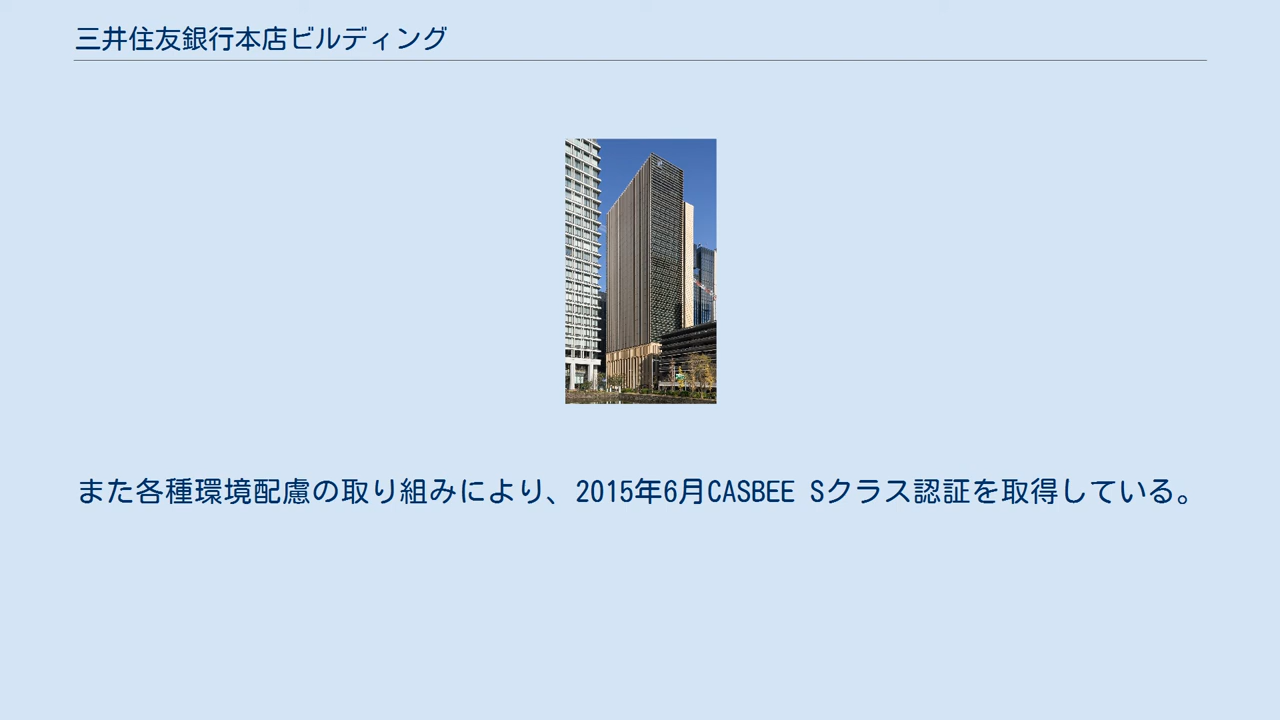 三井住友銀行本店ビルディング
また各種環境配慮の取り組みにより、2015年6月CASBEE Sクラス認証を取得している。